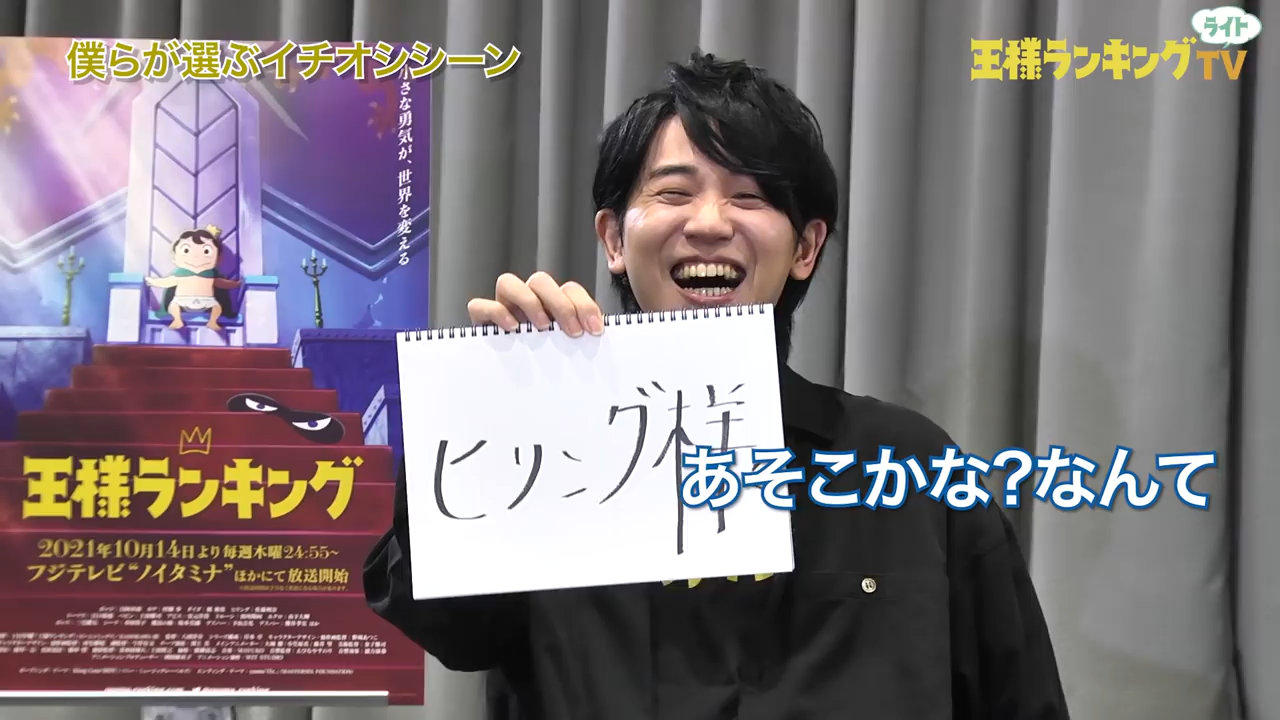 僕らが選ぶイチオシシーン
ライト
王様ランキングTV
小さな勇気が、世界を変える
ヒリング様
あそこかな?なんて
王様ランキング
2021年10月14日より毎週木曜24:55~
フジテレビ“ノイタミナ”ほかにて放送開始